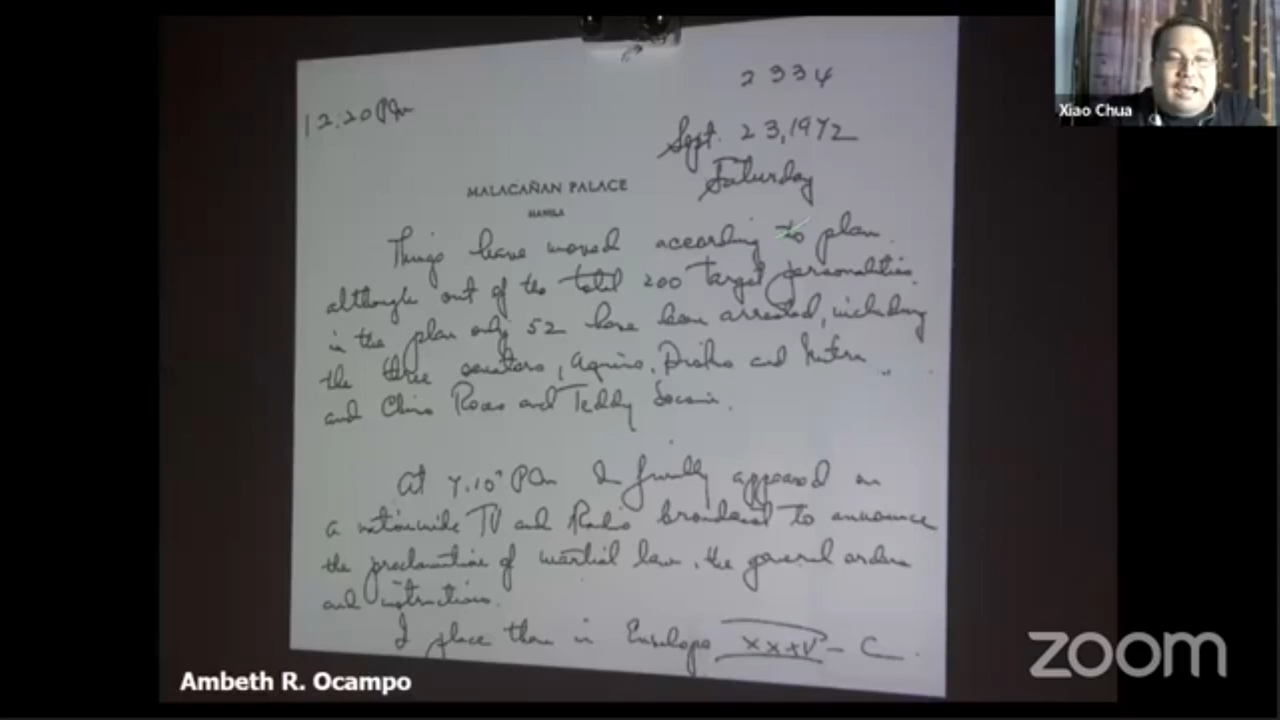 Xiao Chua
2334
12.20 PM
Sept. 23, 1972
Saturday
MALACAÑAN PALACE
MANILA
Things have moved according to plan
although out of the total 200 target personalities
in the plan only 52 have been arrested, including
the three senators, Aquino, Diokno and Mitra
and Chino Roces and Teddy Locsin.
At 7.10 PM I finally appeared on
a nationwide TV and Radio broadcast to announce
the proclamation of martial law, the general orders
and instructions.
I place them in Envelope XXXV-C.
Ambeth R. Ocampo
zoom